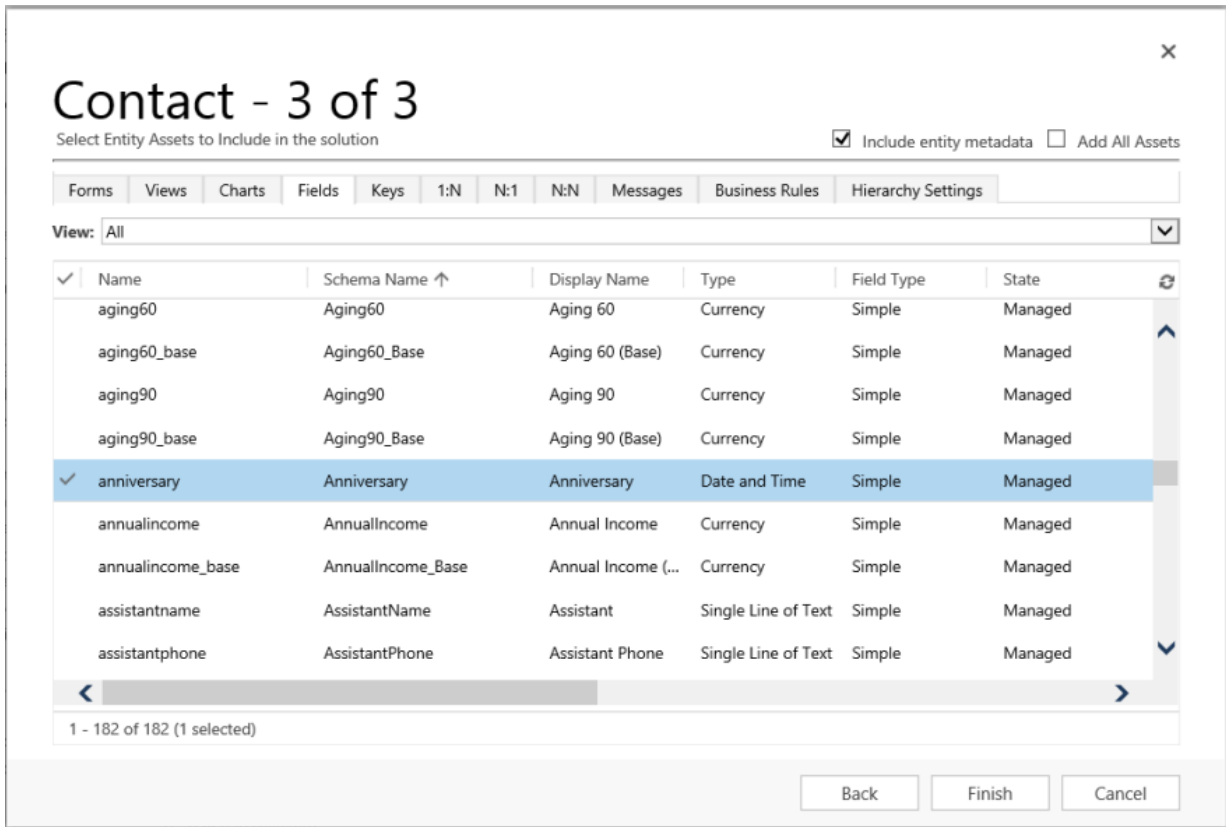 Contact - 3 of 3
Select Entity Assets to Include in the solution
Include entity metadata Add All Assets
Forms Views Charts Fields Keys 1:N N:1 N:N Messages Business Rules Hierarchy Settings
View: All
Name Schema Name Display Name Type Field Type State
aging60 Aging60 Aging 60 Currency Simple Managed
aging60_base Aging60_Base Aging 60 (Base) Currency Simple Managed
aging90 Aging90 Aging 90 Currency Simple Managed
aging90_base Aging90_Base Aging 90 (Base) Currency Simple Managed
anniversary Anniversary Anniversary Date and Time Simple Managed
annualincome AnnualIncome Annual Income Currency Simple Managed
annualincome_base AnnualIncome_Base Annual Income (... Currency Simple Managed
assistantname AssistantName Assistant Single Line of Text Simple Managed
assistantphone AssistantPhone Assistant Phone Single Line of Text Simple Managed
1 - 182 of 182 (1 selected)
Back Finish Cancel